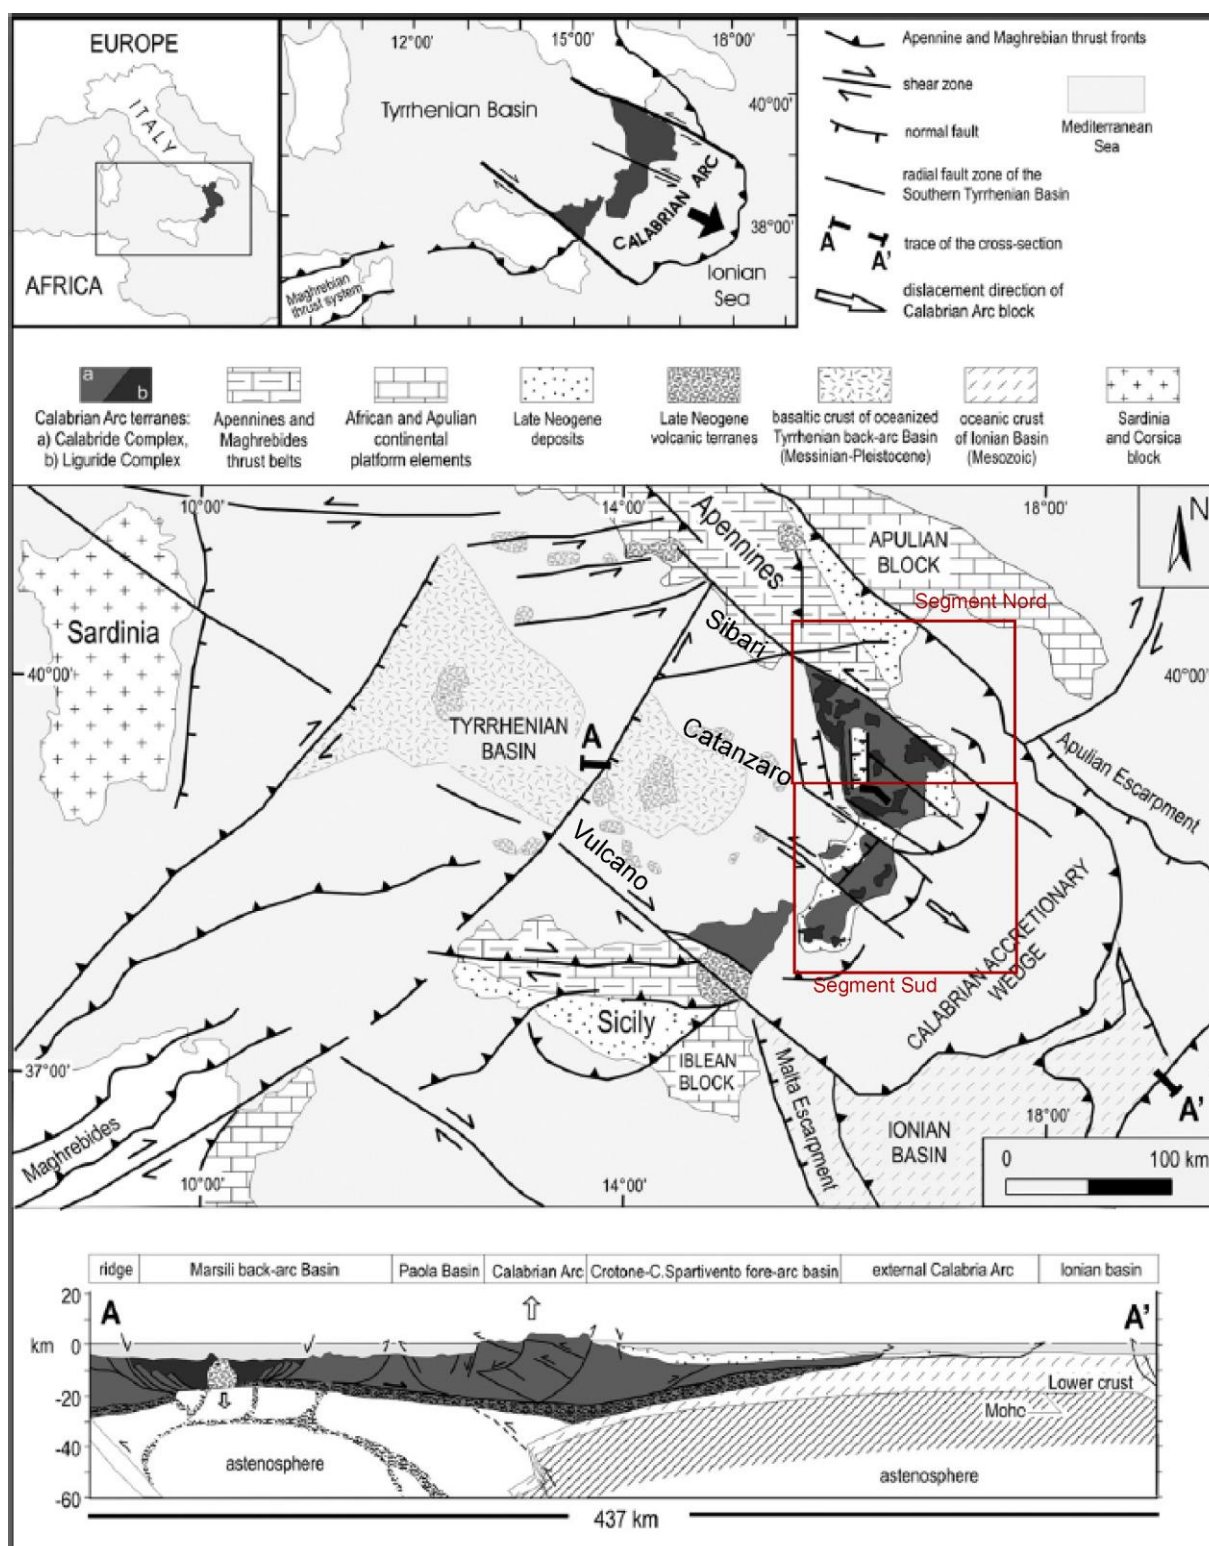 EUROPE
ITALY
AFRICA
12°00'
15°00'
18°00'
40°00'
38°00'
Tyrrhenian Basin
CALABRIAN ARC
Ionian
Sea
Maghrebian
thrust system
Apennine and Maghrebian thrust fronts
shear zone
normal fault
radial fault zone of the
Southern Tyrrhenian Basin
A
A'
trace of the cross-section
dislacement direction of
Calabrian Arc block
Mediterranean
Sea
a
b
Calabrian Arc terranes:
a) Calabride Complex,
b) Liguride Complex
Apennines and
Maghrebides
thrust belts
African and Apulian
continental
platform elements
Late Neogene
deposits
Late Neogene
volcanic terranes
basaltic crust of oceanized
Tyrrhenian back-arc Basin
(Messinian-Pleistocene)
oceanic crust
of Ionian Basin
(Mesozoic)
Sardinia
and Corsica
block
10°00'
14°00'
18°00'
N
Apennines
APULIAN
BLOCK
Segment Nord
Sardinia
Sibari
40°00'
40°00'
TYRRHENIAN
BASIN
A
Catanzaro
Apulian Escarpment
Vulcano
CALABRIAN ACCRETIONARY
WEDGE
Segment Sud
Sicily
IBLEAN
BLOCK
37°00'
Malta Escarpment
A'
Maghrebides
IONIAN
BASIN
18°00'
0
100 km
10°00'
14°00'
ridge
Marsili back-arc Basin
Paola Basin
Calabrian Arc
Crotone-C.Spartivento fore-arc basin
external Calabria Arc
Ionian basin
20
A
A'
km
0
-20
Lower crust
Moho
-40
astenosphere
astenosphere
-60
437 km